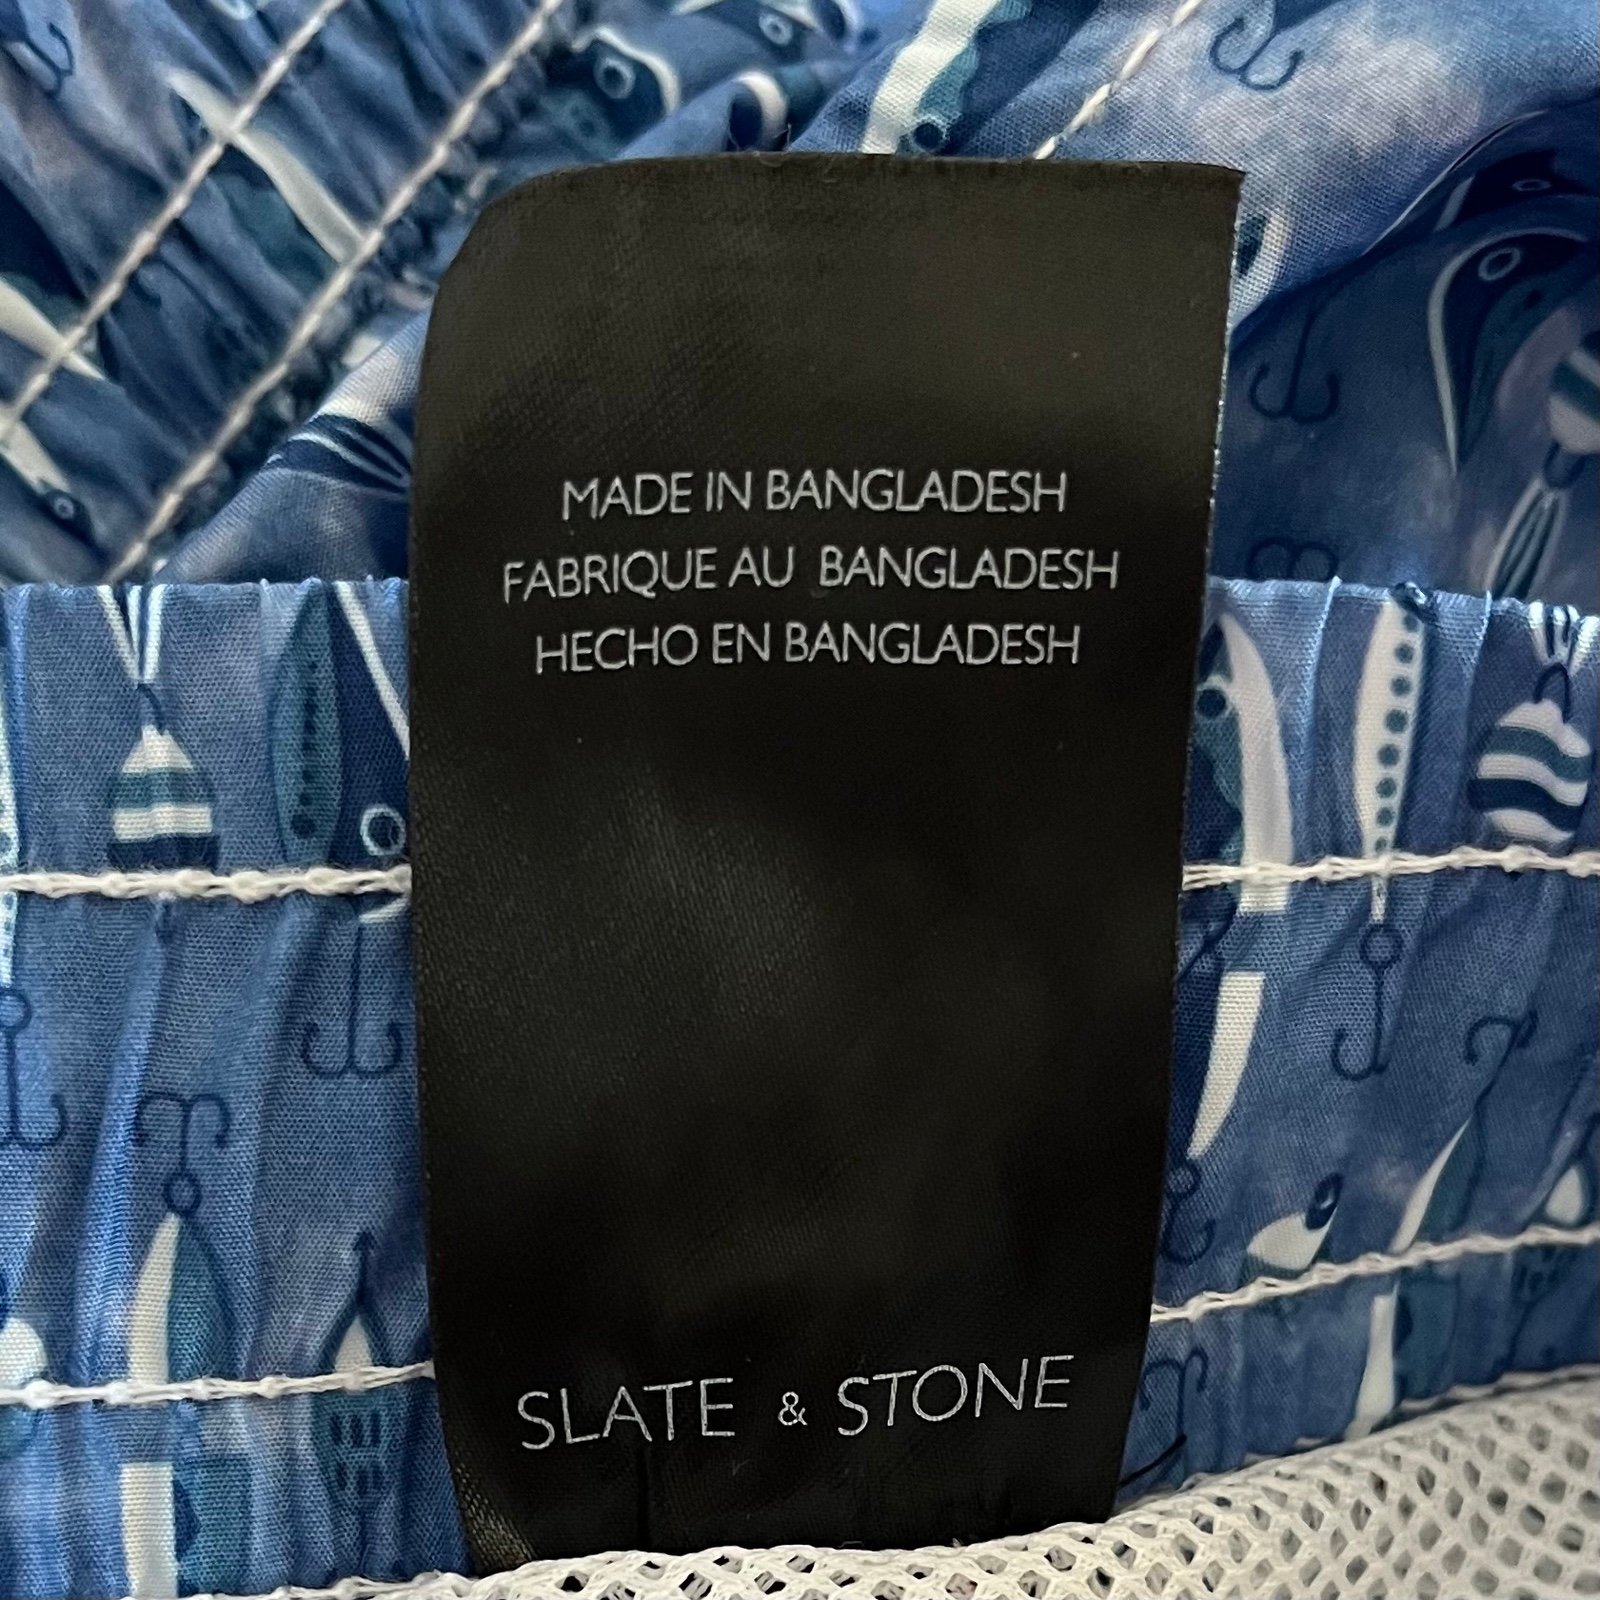 MADE IN BANGLADESH
FABRIQUE AU BANGLADESH
HECHO EN BANGLADESH
SLATE & STONE